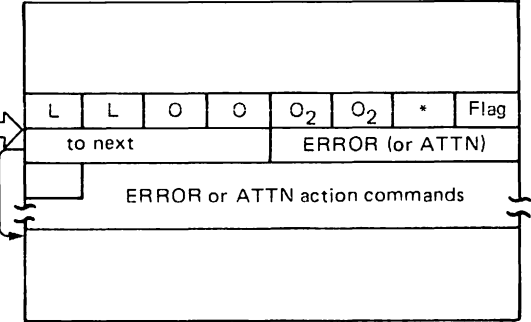 L L O O O2 O2 * Flag
to next ERROR (or ATTN)
ERROR or ATTN action commands